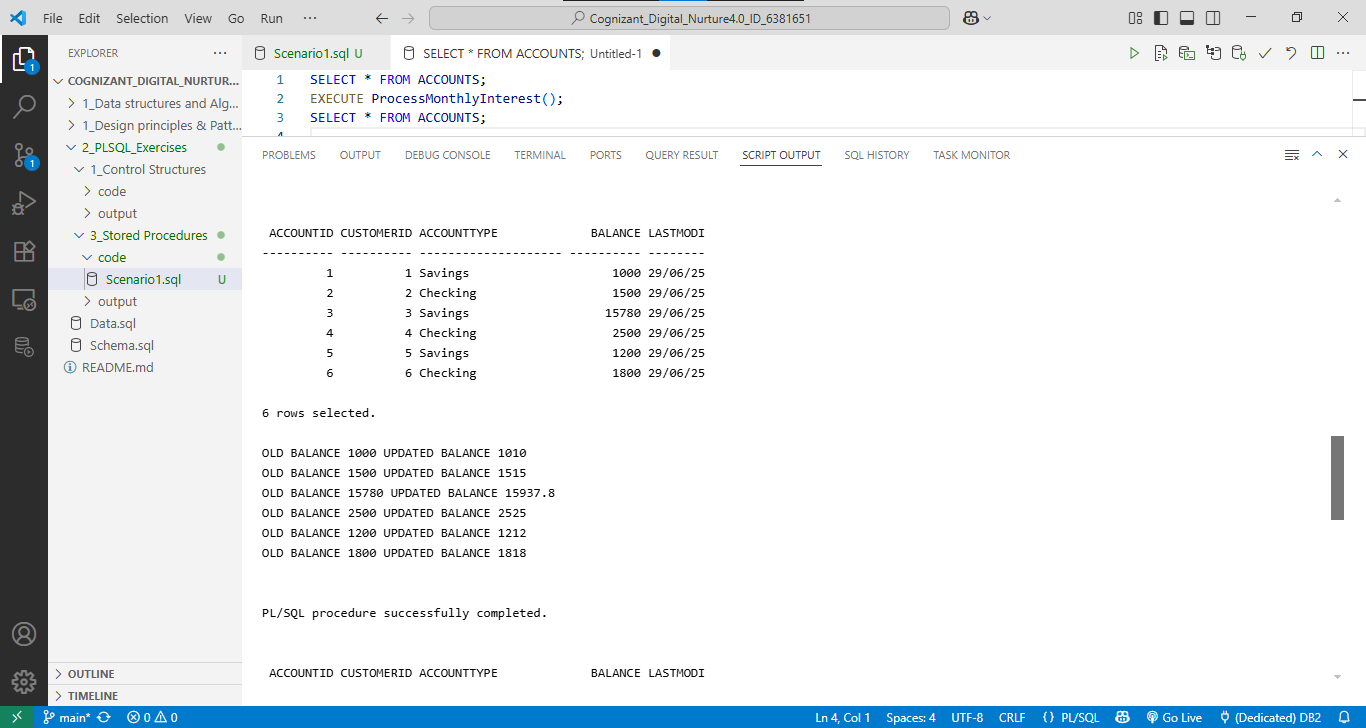 File Edit Selection View Go Run ··· Cognizant_Digital_Nurture4.0_ID_6381651
EXPLORER ···
COGNIZANT_DIGITAL_NURTUR...
1_Data structures and Alg...
1_Design principles & Patt...
2_PLSQL_Exercises
1_Control Structures
code
output
3_Stored Procedures
code
Scenario1.sql U
output
Data.sql
Schema.sql
README.md
OUTLINE
TIMELINE
1
1
Scenario1.sql U SELECT * FROM ACCOUNTS; Untitled-1
1 SELECT * FROM ACCOUNTS;
2 EXECUTE ProcessMonthlyInterest();
3 SELECT * FROM ACCOUNTS;
4
PROBLEMS OUTPUT DEBUG CONSOLE TERMINAL PORTS QUERY RESULT SCRIPT OUTPUT SQL HISTORY TASK MONITOR
ACCOUNTID CUSTOMERID ACCOUNTTYPE BALANCE LASTMODI
---------- ---------- -------------------- ---------- --------
1 1 Savings 1000 29/06/25
2 2 Checking 1500 29/06/25
3 3 Savings 15780 29/06/25
4 4 Checking 2500 29/06/25
5 5 Savings 1200 29/06/25
6 6 Checking 1800 29/06/25
6 rows selected.
OLD BALANCE 1000 UPDATED BALANCE 1010
OLD BALANCE 1500 UPDATED BALANCE 1515
OLD BALANCE 15780 UPDATED BALANCE 15937.8
OLD BALANCE 2500 UPDATED BALANCE 2525
OLD BALANCE 1200 UPDATED BALANCE 1212
OLD BALANCE 1800 UPDATED BALANCE 1818
PL/SQL procedure successfully completed.
ACCOUNTID CUSTOMERID ACCOUNTTYPE BALANCE LASTMODI
main* 0 0 Ln 4, Col 1 Spaces: 4 UTF-8 CRLF PL/SQL Go Live (Dedicated) DB2